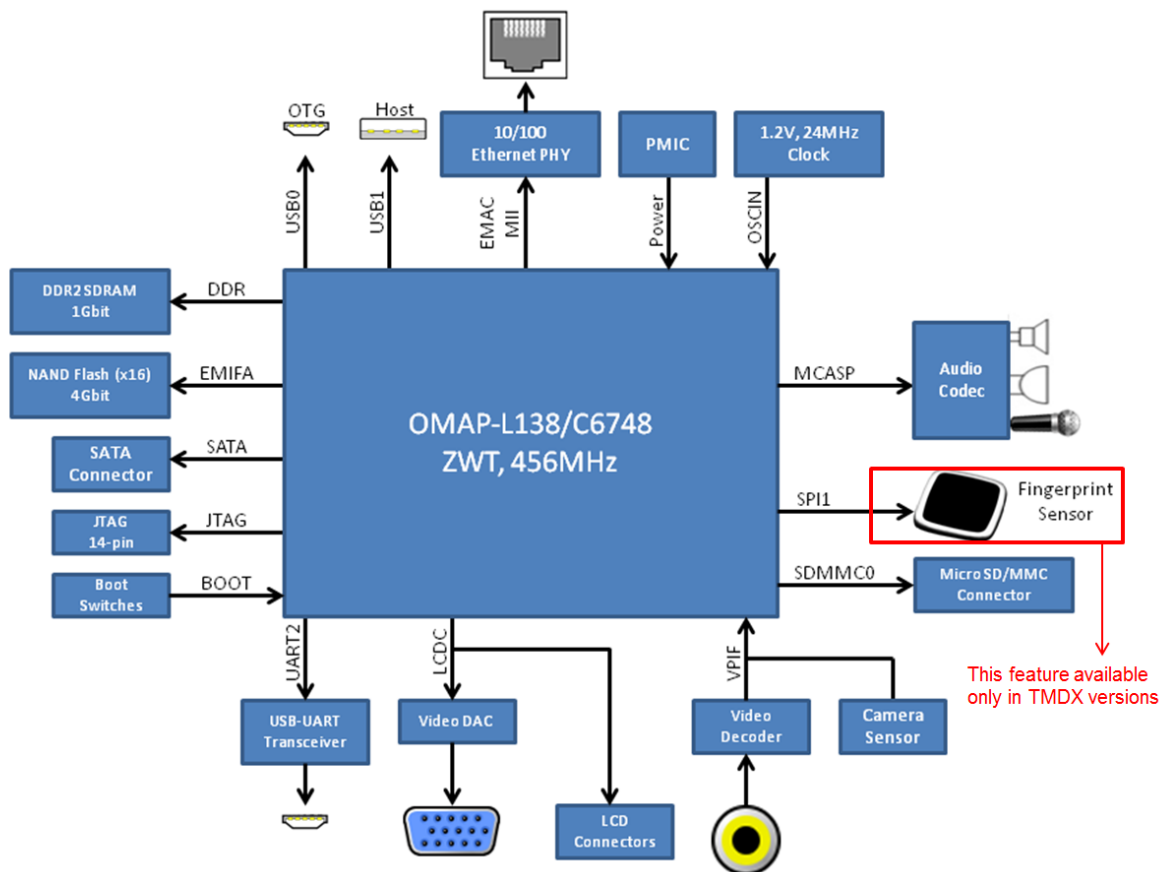 OTG
Host
10/100
Ethernet PHY
PMIC
1.2V, 24MHz
Clock
USB0
USB1
EMAC
MII
Power
OSCIN
DDR2 SDRAM
1Gbit
DDR
NAND Flash (x16)
4Gbit
EMIFA
SATA
Connector
SATA
JTAG
14-pin
JTAG
Boot
Switches
BOOT
OMAP-L138/C6748
ZWT, 456MHz
MCASP
Audio
Codec
SPI1
Fingerprint
Sensor
SDMMC0
Micro SD/MMC
Connector
This feature available
only in TMDX versions
UART2
LCDC
VPIF
USB-UART
Transceiver
Video DAC
Video
Decoder
Camera
Sensor
LCD
Connectors